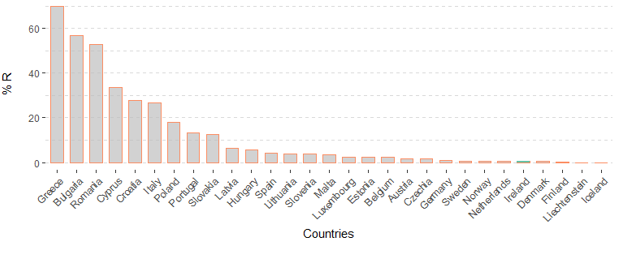 % R
60
40
20
0
Greece
Bulgaria
Romania
Cyprus
Croatia
Italy
Poland
Portugal
Slovakia
Latvia
Hungary
Spain
Lithuania
Slovenia
Malta
Luxembourg
Estonia
Belgium
Austria
Czechia
Germany
Sweden
Norway
Netherlands
Ireland
Denmark
Finland
Liechtenstein
Iceland
Countries